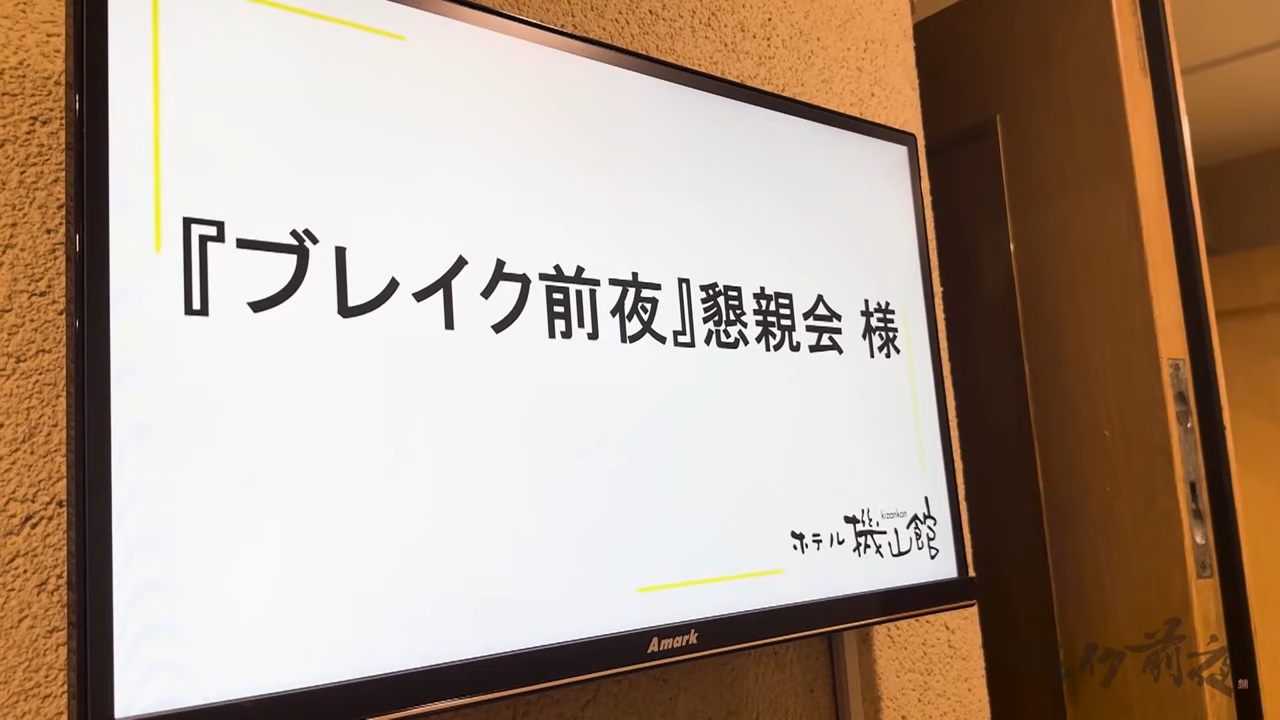 『ブレイク前夜』懇親会 様
kizankan
ホテル機山館
Amark
イク前夜